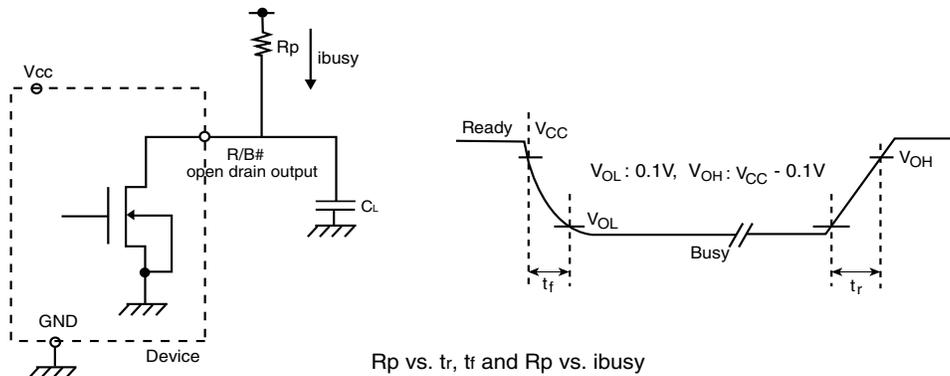 Rp
ibusy
Vcc
R/B#
open drain output
CL
GND
Device
Ready
VCC
VOL : 0.1V, VOH : VCC - 0.1V
VOH
VOL
Busy
tf
tr
Rp vs. tr, tf and Rp vs. ibusy